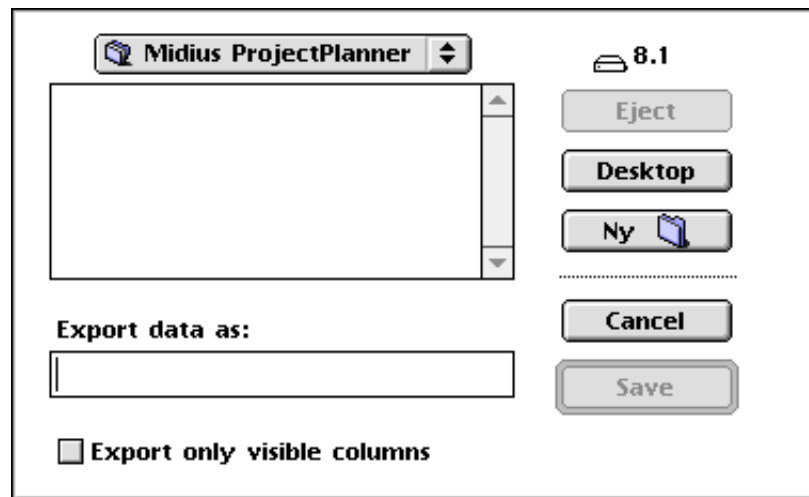 Midius ProjectPlanner
8.1
Eject
Desktop
Ny
Export data as:
Cancel
Save
Export only visible columns